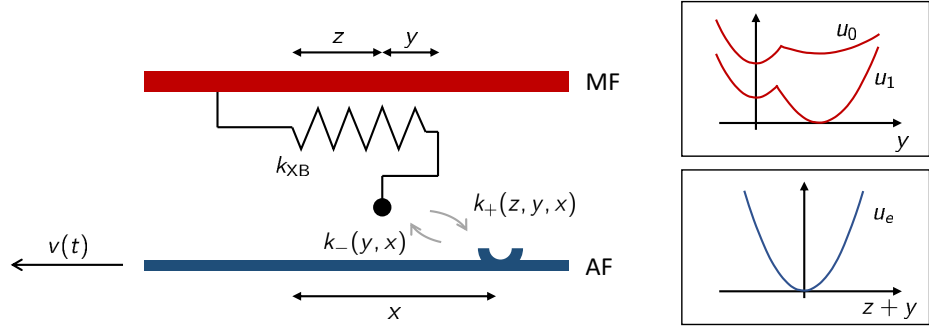 z y
MF
k_XB
k_+(z, y, x)
k_−(y, x)
v(t)
AF
x
u_0
u_1
y
u_e
z + y